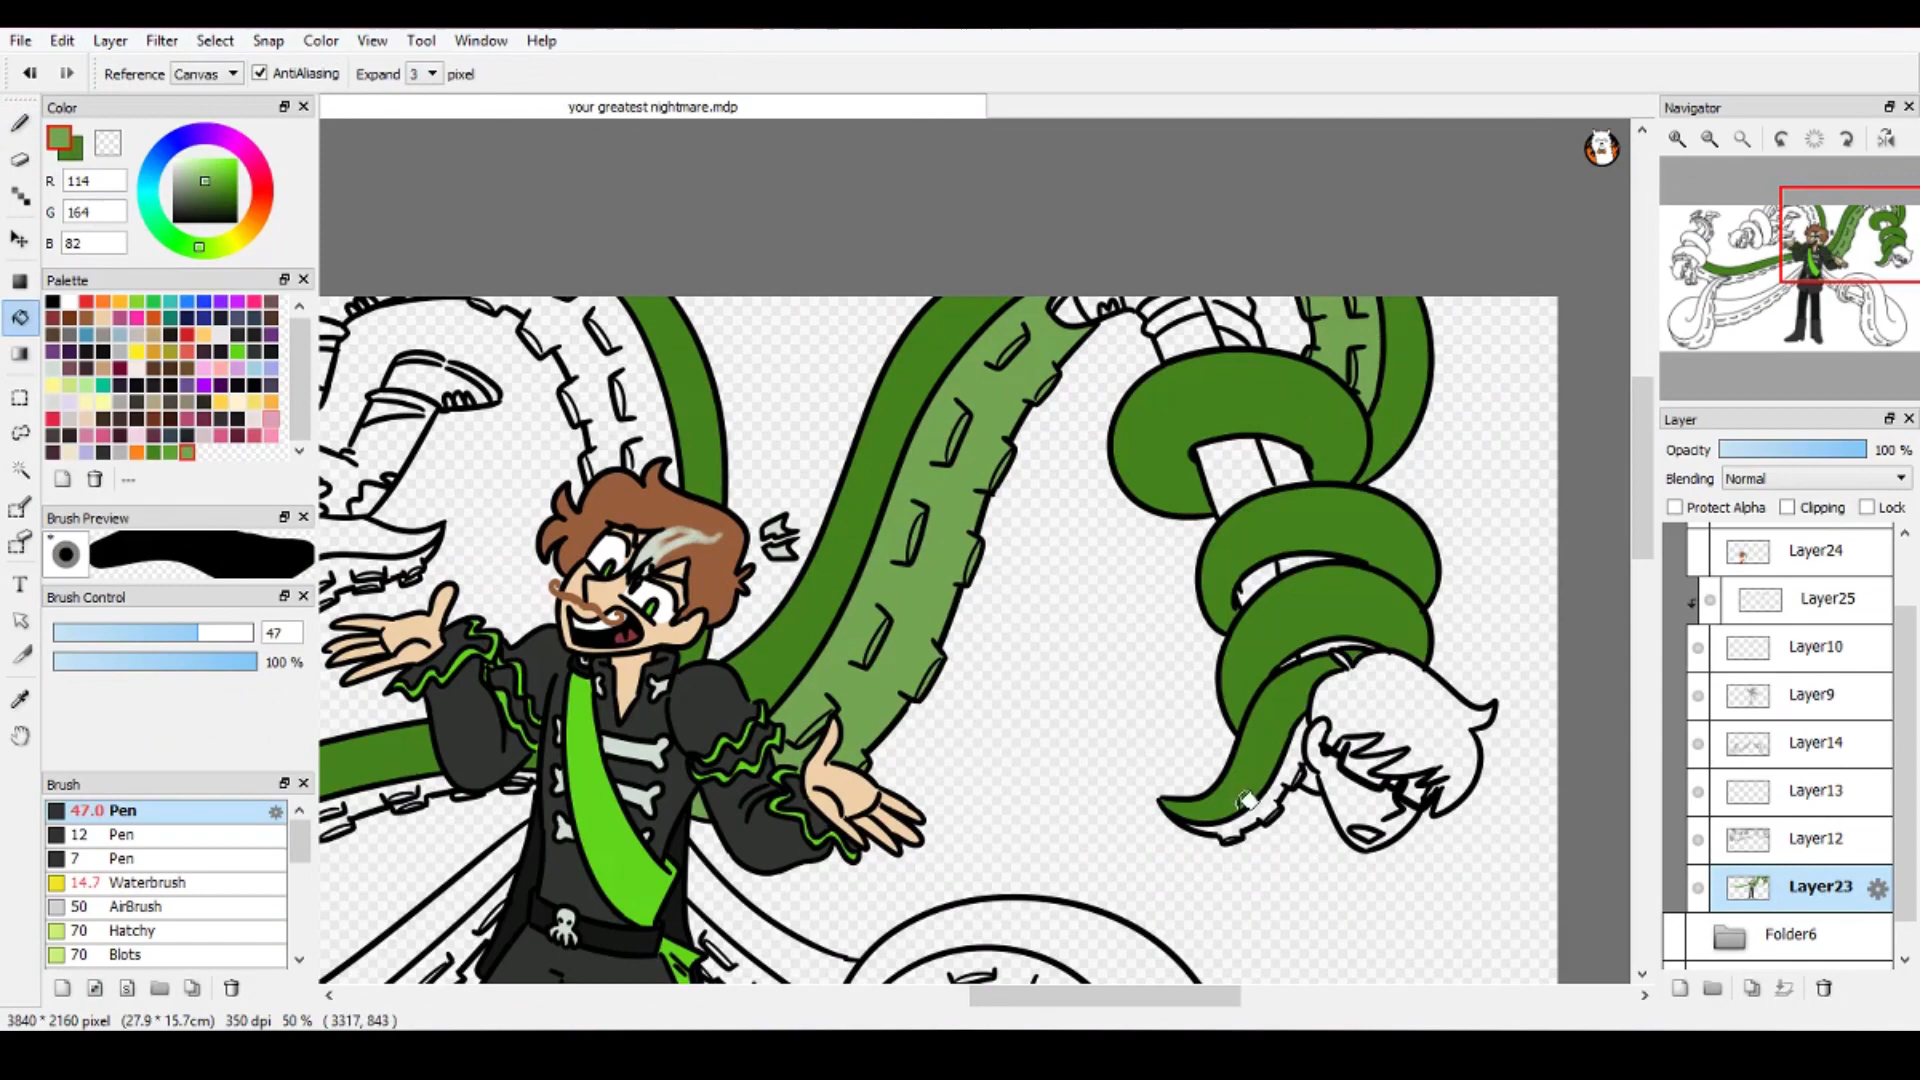 File Edit Layer Filter Select Snap Color View Tool Window Help
Reference Canvas AntiAliasing Expand 3 pixel
Color
your greatest nightmare.mdp
Navigator
R 114
G 164
B 82
Palette
Layer
Opacity 100 %
Blending Normal
Protect Alpha Clipping Lock
Brush Preview
Layer24
Brush Control
Layer25
47
Layer10
100 %
Layer9
Layer14
Brush
Layer13
47.0 Pen
12 Pen
Layer12
7 Pen
14.7 Waterbrush
Layer23
50 AirBrush
70 Hatchy
Folder6
70 Blots
T
3840 * 2160 pixel (27.9 * 15.7cm) 350 dpi 50 % ( 3317, 843 )